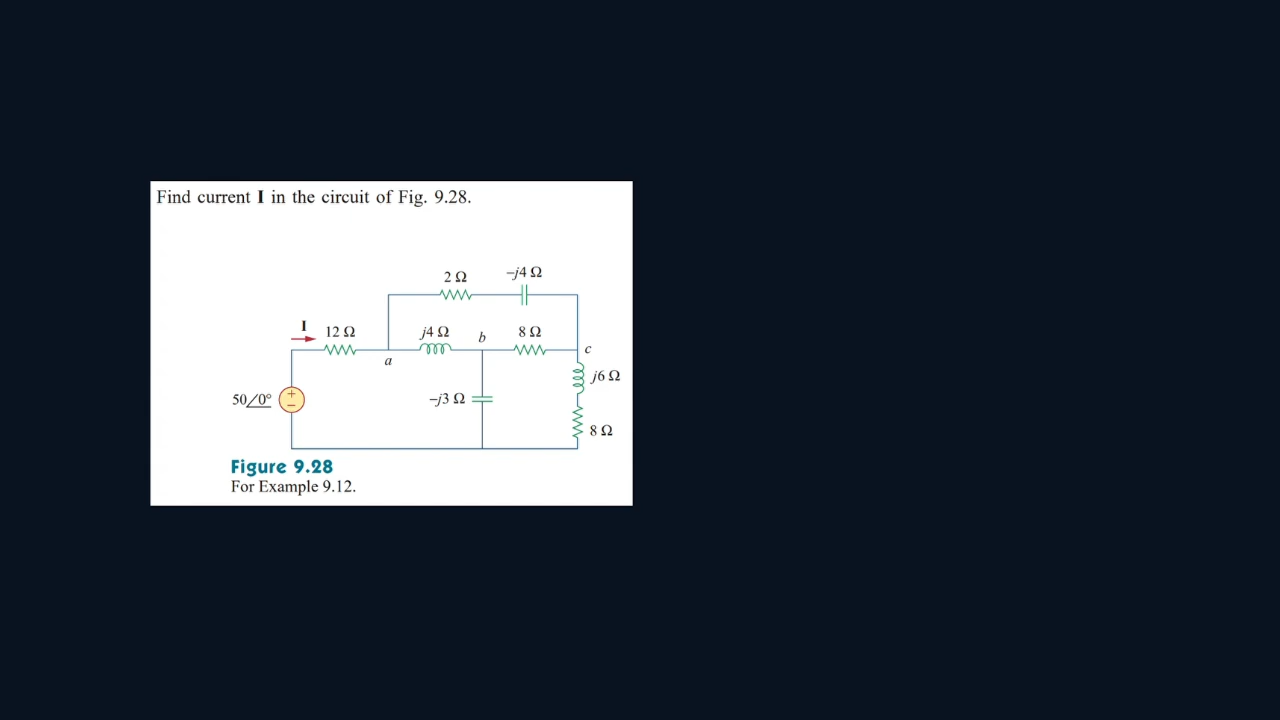 Find current I in the circuit of Fig. 9.28.
2 Ω
−j4 Ω
I
12 Ω
j4 Ω
b
8 Ω
a
c
j6 Ω
50∠0°
+
−
−j3 Ω
8 Ω
Figure 9.28
For Example 9.12.